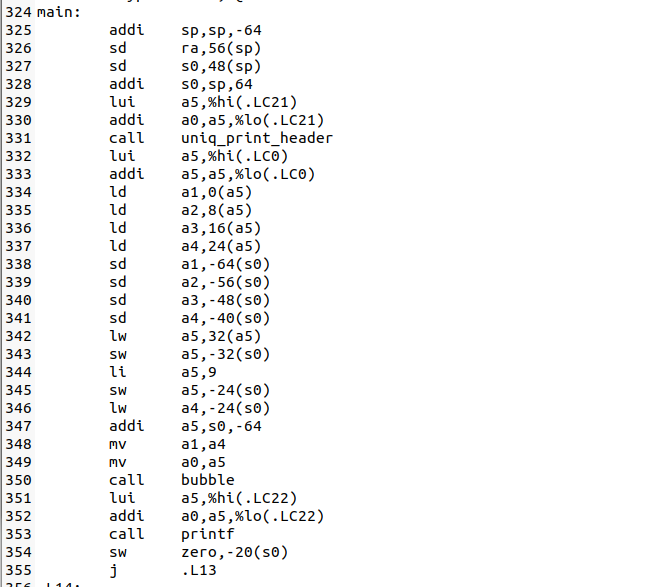 324 main:
325 addi sp,sp,-64
326 sd ra,56(sp)
327 sd s0,48(sp)
328 addi s0,sp,64
329 lui a5,%hi(.LC21)
330 addi a0,a5,%lo(.LC21)
331 call uniq_print_header
332 lui a5,%hi(.LC0)
333 addi a5,a5,%lo(.LC0)
334 ld a1,0(a5)
335 ld a2,8(a5)
336 ld a3,16(a5)
337 ld a4,24(a5)
338 sd a1,-64(s0)
339 sd a2,-56(s0)
340 sd a3,-48(s0)
341 sd a4,-40(s0)
342 lw a5,32(a5)
343 sw a5,-32(s0)
344 li a5,9
345 sw a5,-24(s0)
346 lw a4,-24(s0)
347 addi a5,s0,-64
348 mv a1,a4
349 mv a0,a5
350 call bubble
351 lui a5,%hi(.LC22)
352 addi a0,a5,%lo(.LC22)
353 call printf
354 sw zero,-20(s0)
355 j .L13